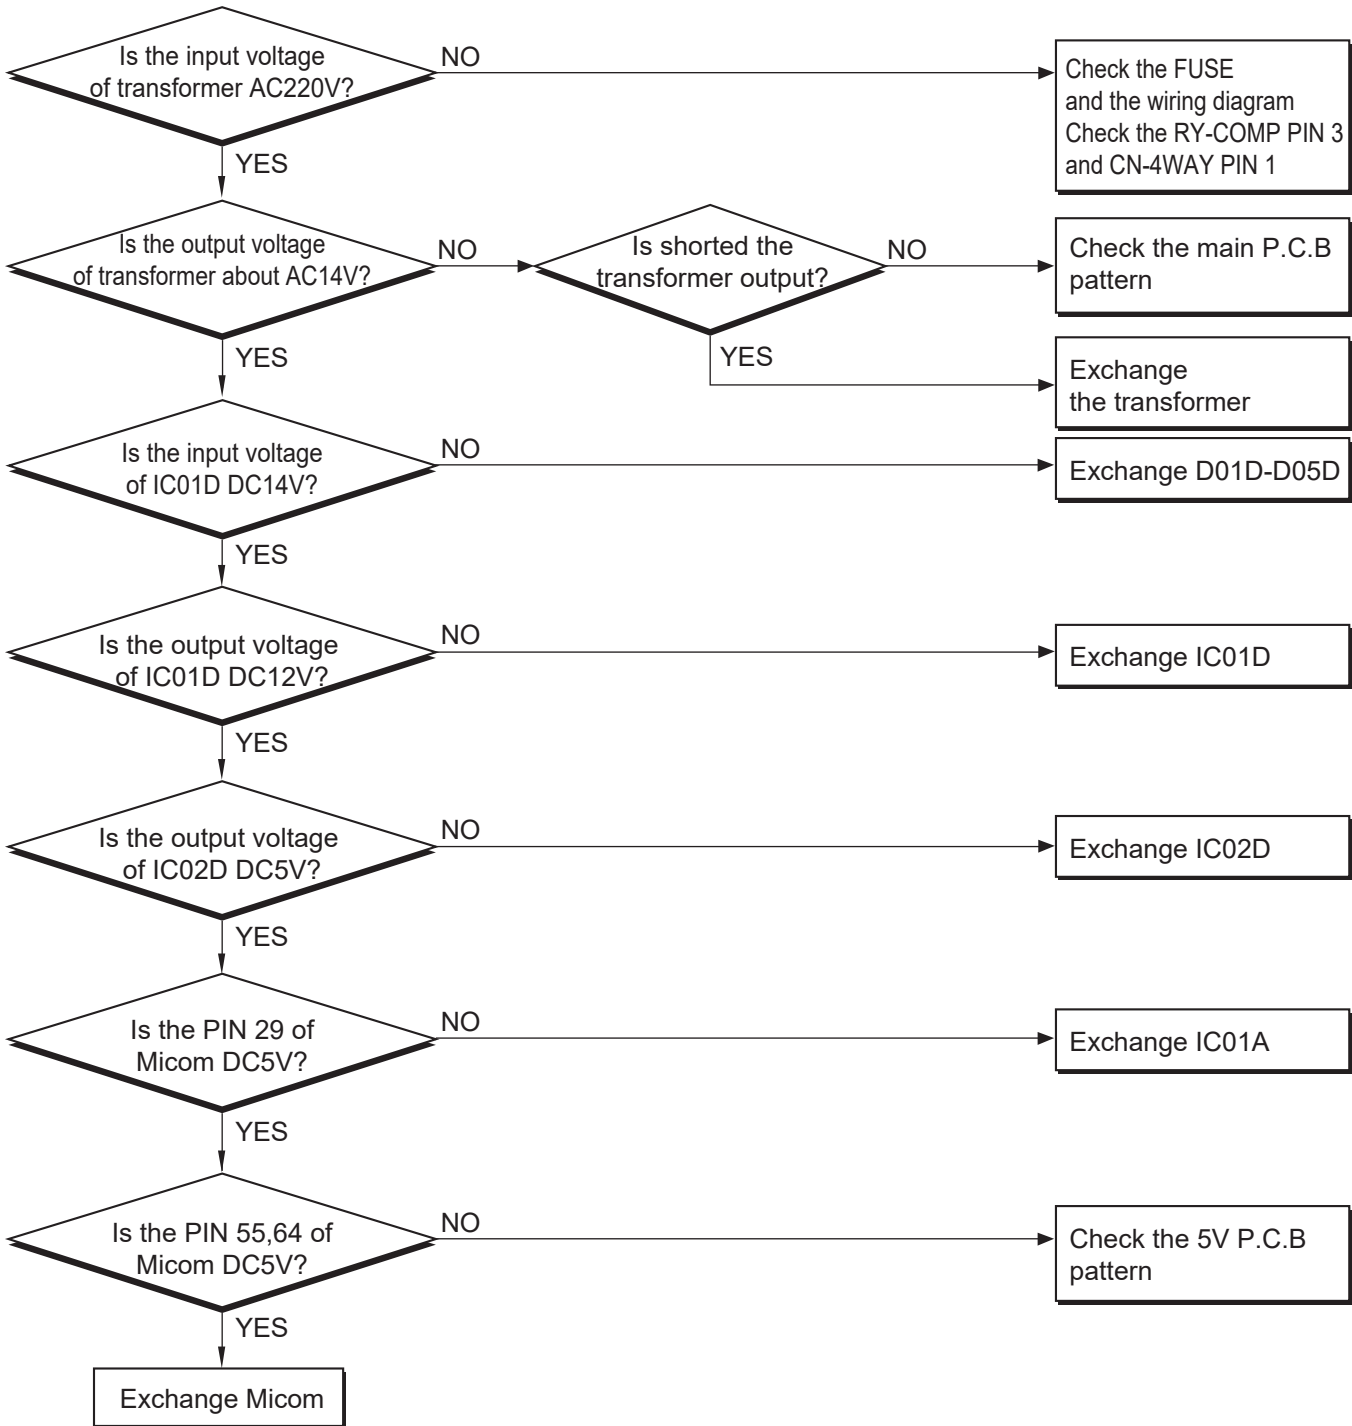 Is the input voltage
of transformer AC220V?
NO
Check the FUSE
and the wiring diagram
Check the RY-COMP PIN 3
and CN-4WAY PIN 1
YES
Is the output voltage
of transformer about AC14V?
NO
Is shorted the
transformer output?
NO
Check the main P.C.B
pattern
YES
Exchange
the transformer
YES
Is the input voltage
of IC01D DC14V?
NO
Exchange D01D-D05D
YES
Is the output voltage
of IC01D DC12V?
NO
Exchange IC01D
YES
Is the output voltage
of IC02D DC5V?
NO
Exchange IC02D
YES
Is the PIN 29 of
Micom DC5V?
NO
Exchange IC01A
YES
Is the PIN 55,64 of
Micom DC5V?
NO
Check the 5V P.C.B
pattern
YES
Exchange Micom